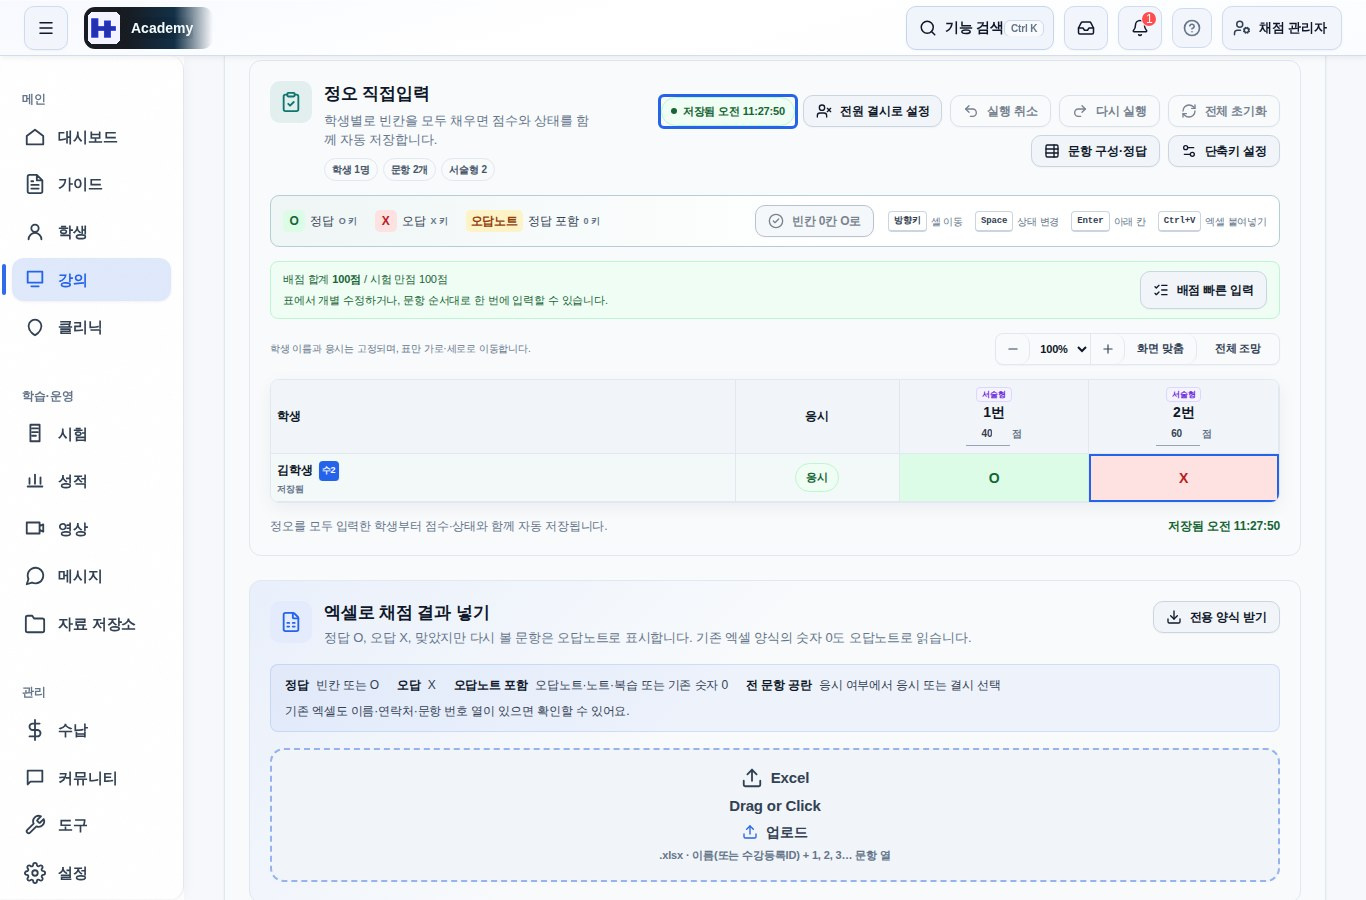 Academy
기능 검색 Ctrl K
1
채점 관리자
메인
대시보드
가이드
학생
강의
클리닉
학습·운영
시험
성적
영상
메시지
자료 저장소
관리
수납
커뮤니티
도구
설정
정오 직접입력
학생별로 빈칸을 모두 채우면 점수와 상태를 함
께 자동 저장합니다.
학생 1명 문항 2개 서술형 2
저장됨 오전 11:27:50 전원 결시로 설정 실행 취소 다시 실행 전체 초기화
문항 구성·정답 단축키 설정
O 정답 O 키 X 오답 X 키 오답노트 정답 포함 0 키
빈칸 0칸 O로 방향키 셀 이동 Space 상태 변경 Enter 아래 칸 Ctrl+V 엑셀 붙여넣기
배점 합계 100점 / 시험 만점 100점
표에서 개별 수정하거나, 문항 순서대로 한 번에 입력할 수 있습니다.
배점 빠른 입력
학생 이름과 응시는 고정되며, 표만 가로·세로로 이동합니다.
100% 화면 맞춤 전체 조망
학생 응시
서술형
1번
40 점
서술형
2번
60 점
김학생 수2
저장됨
응시 O X
정오를 모두 입력한 학생부터 점수·상태와 함께 자동 저장됩니다.
저장됨 오전 11:27:50
엑셀로 채점 결과 넣기
정답 O, 오답 X, 맞았지만 다시 볼 문항은 오답노트로 표시합니다. 기존 엑셀 양식의 숫자 0도 오답노트로 읽습니다.
전용 양식 받기
정답 빈칸 또는 O 오답 X 오답노트 포함 오답노트·노트·복습 또는 기존 숫자 0 전 문항 공란 응시 여부에서 응시 또는 결시 선택
기존 엑셀도 이름·연락처·문항 번호 열이 있으면 확인할 수 있어요.
Excel
Drag or Click
업로드
.xlsx · 이름(또는 수강등록ID) + 1, 2, 3… 문항 열